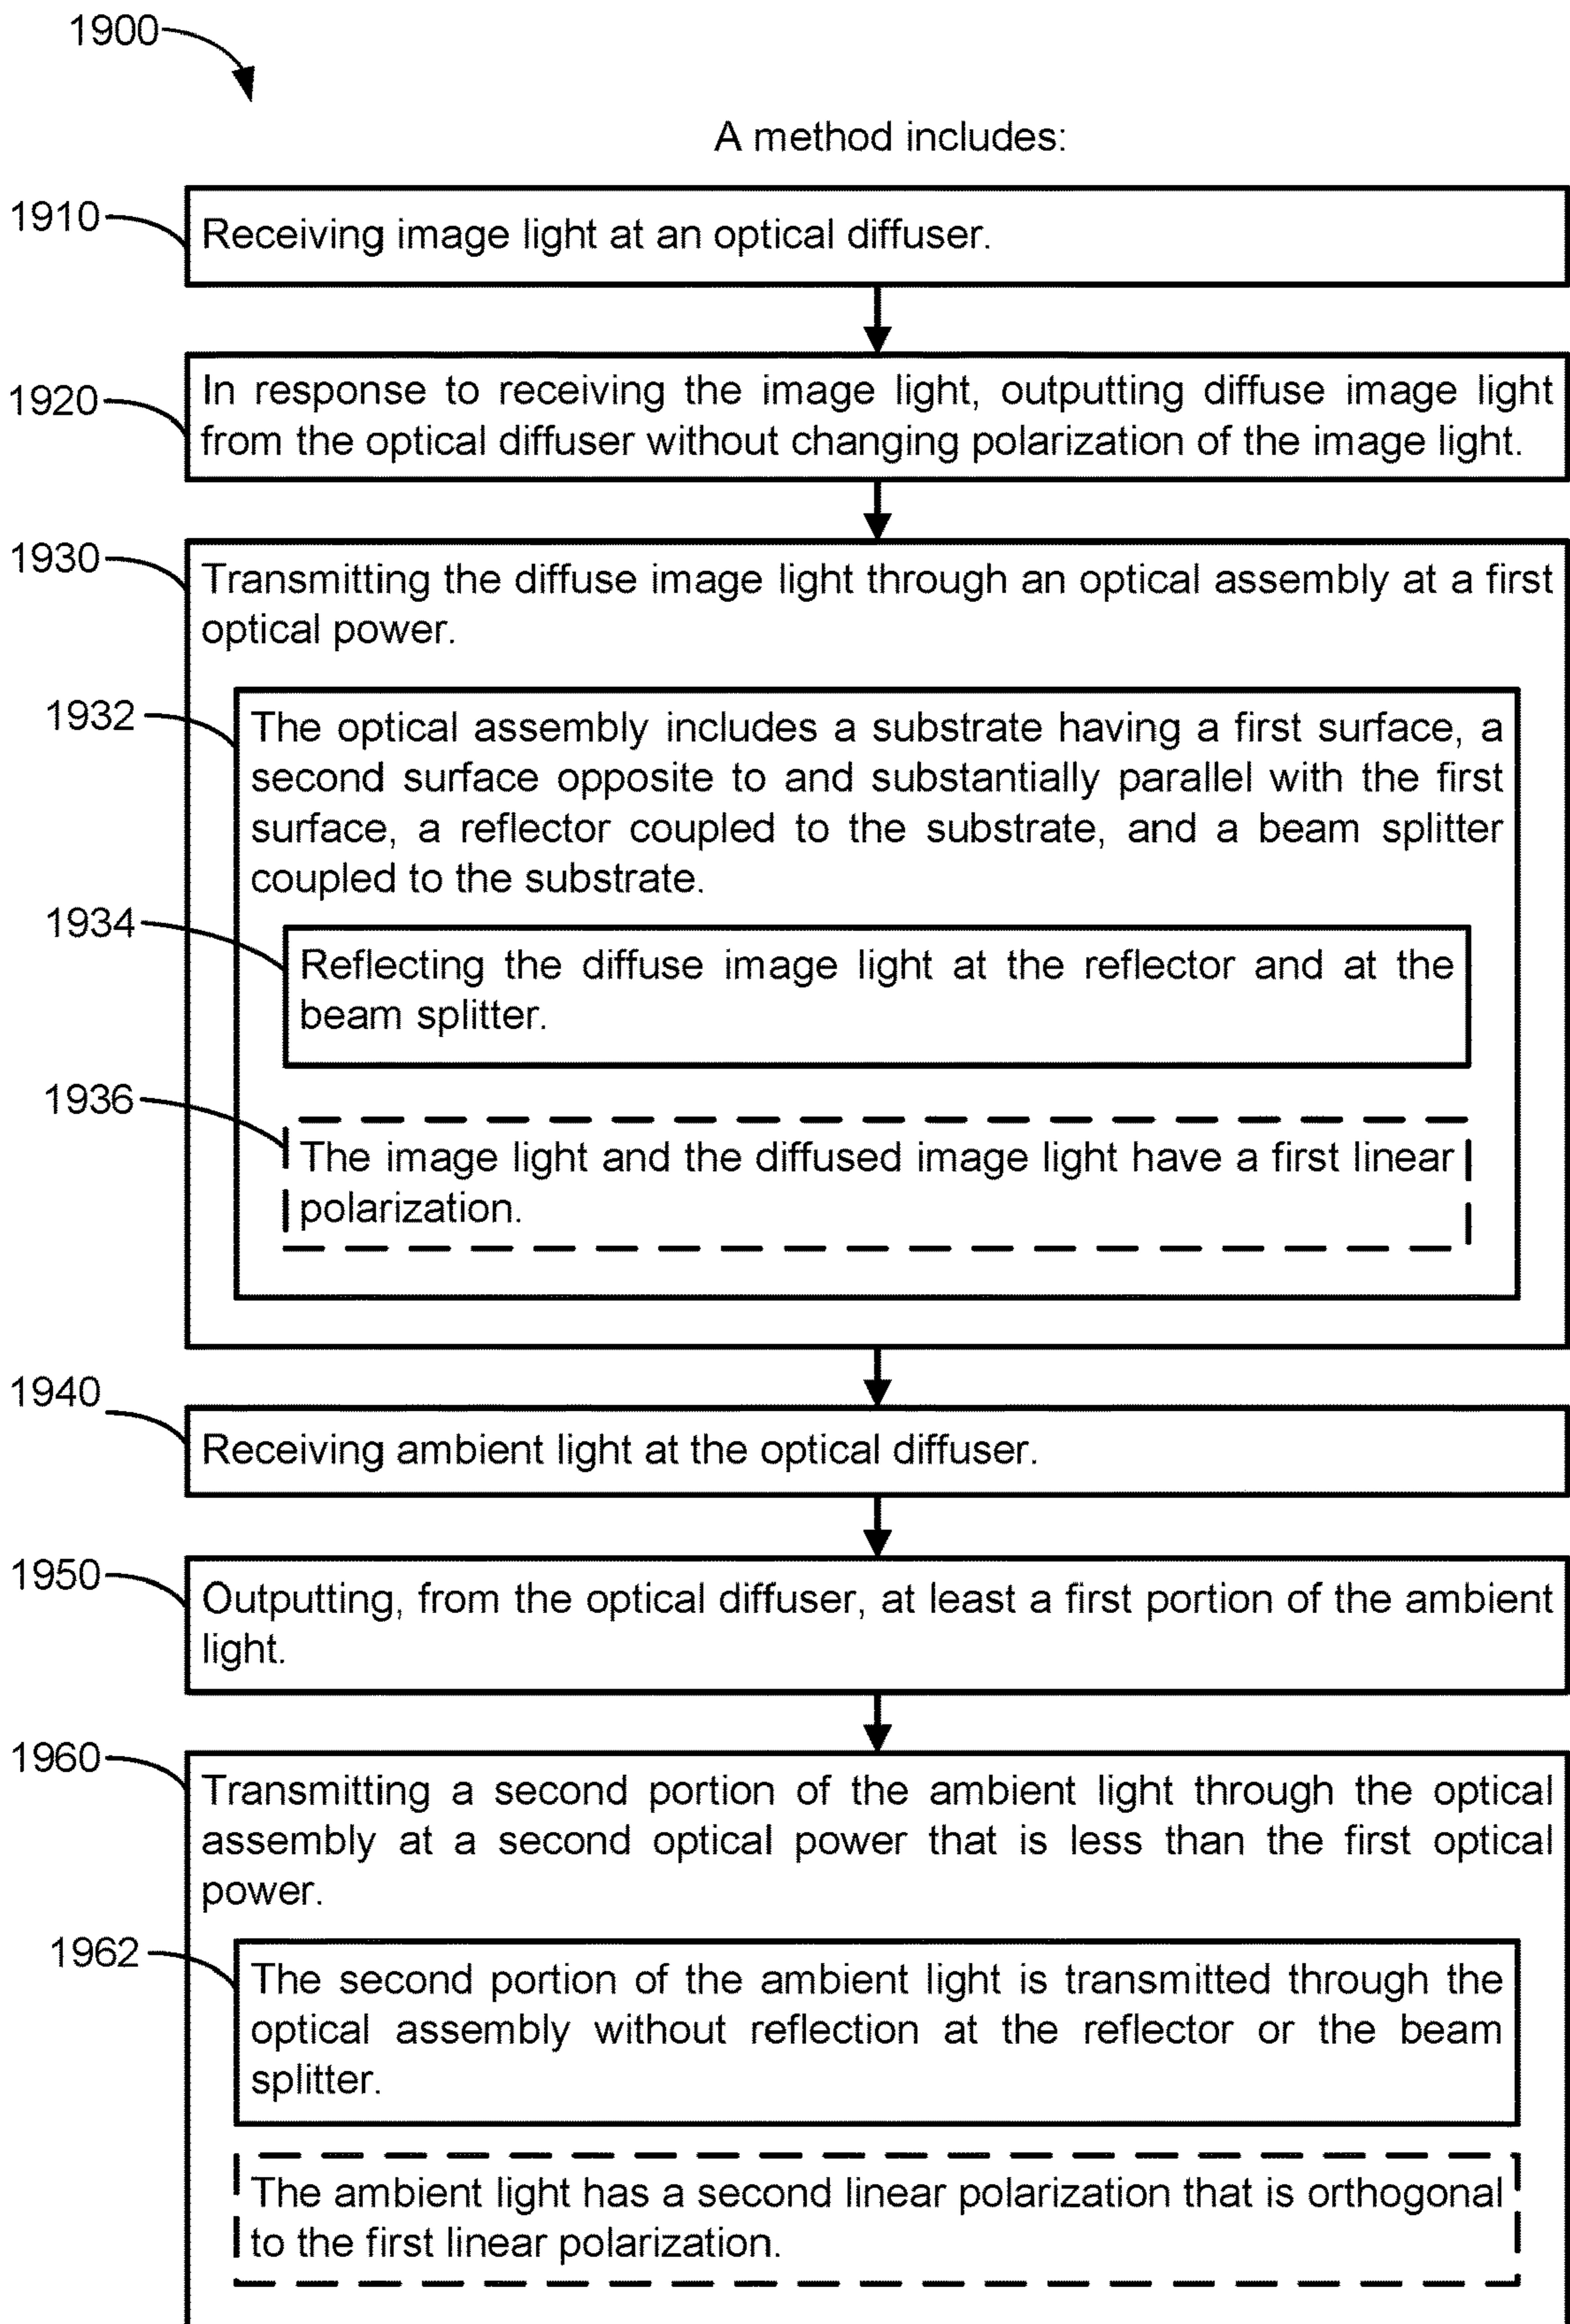 1900
A method includes:
1910
Receiving image light at an optical diffuser.
1920
In response to receiving the image light, outputting diffuse image light
from the optical diffuser without changing polarization of the image light.
1930
Transmitting the diffuse image light through an optical assembly at a first
optical power.
1932
The optical assembly includes a substrate having a first surface, a
second surface opposite to and substantially parallel with the first
surface, a reflector coupled to the substrate, and a beam splitter
coupled to the substrate.
1934
Reflecting the diffuse image light at the reflector and at the
beam splitter.
1936
The image light and the diffused image light have a first linear
polarization.
1940
Receiving ambient light at the optical diffuser.
1950
Outputting, from the optical diffuser, at least a first portion of the ambient
light.
1960
Transmitting a second portion of the ambient light through the optical
assembly at a second optical power that is less than the first optical
power.
1962
The second portion of the ambient light is transmitted through the
optical assembly without reflection at the reflector or the beam
splitter.
The ambient light has a second linear polarization that is orthogonal
to the first linear polarization.